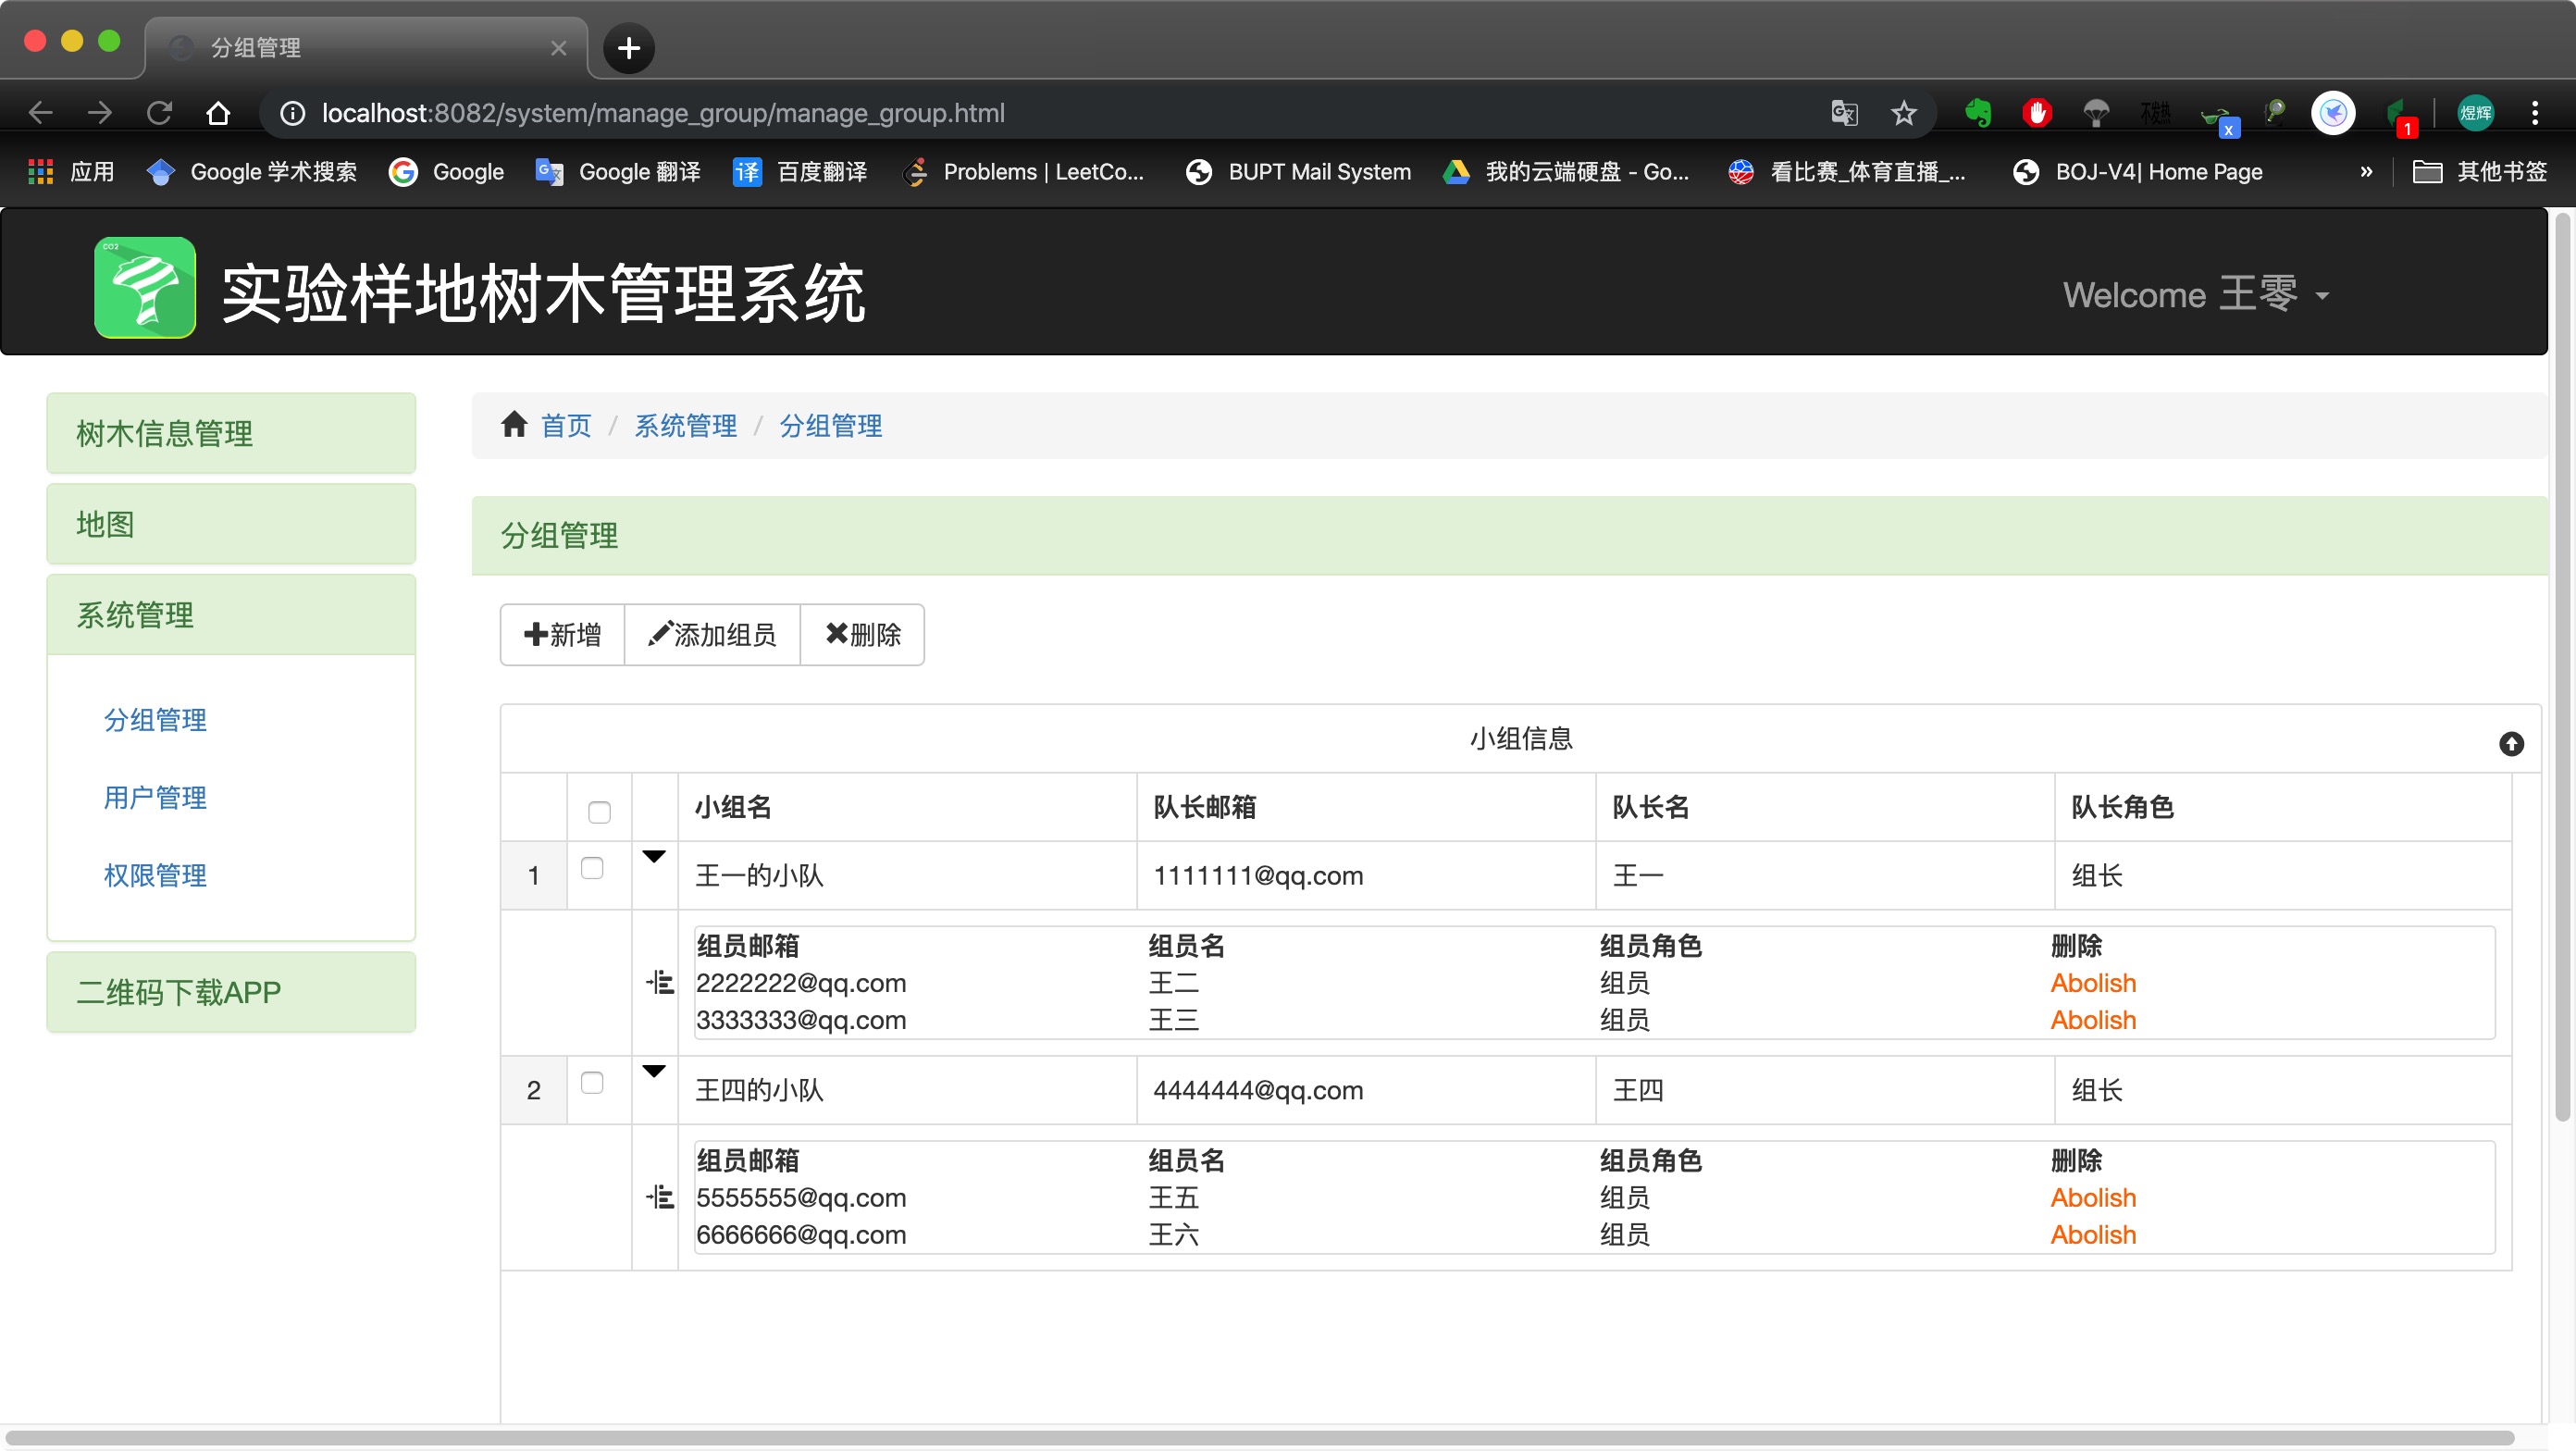 分组管理
localhost:8082/system/manage_group/manage_group.html
不发热
x
1
煜辉
应用
Google 学术搜索
Google
Google 翻译
译 百度翻译
Problems | LeetCo...
BUPT Mail System
我的云端硬盘 - Go...
看比赛_体育直播_...
BOJ-V4| Home Page
»
其他书签
CO2
实验样地树木管理系统
Welcome 王零
树木信息管理
地图
系统管理
分组管理
用户管理
权限管理
二维码下载APP
首页 / 系统管理 / 分组管理
分组管理
新增 添加组员 删除
小组信息
小组名 队长邮箱 队长名 队长角色
1 王一的小队 1111111@qq.com 王一 组长
组员邮箱 组员名 组员角色 删除
2222222@qq.com 王二 组员 Abolish
3333333@qq.com 王三 组员 Abolish
2 王四的小队 4444444@qq.com 王四 组长
组员邮箱 组员名 组员角色 删除
5555555@qq.com 王五 组员 Abolish
6666666@qq.com 王六 组员 Abolish